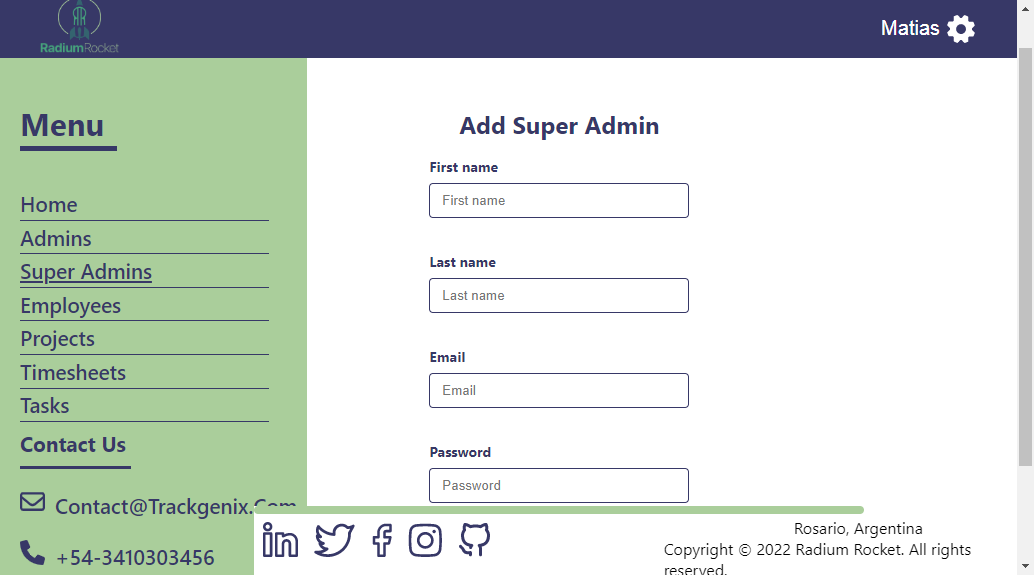 RadiumRocket
Matias
Menu
Home
Admins
Super Admins
Employees
Projects
Timesheets
Tasks
Contact Us
Contact@Trackgenix.Com
+54-3410303456
Add Super Admin
First name
First name
Last name
Last name
Email
Email
Password
Password
Rosario, Argentina
Copyright © 2022 Radium Rocket. All rights
reserved.